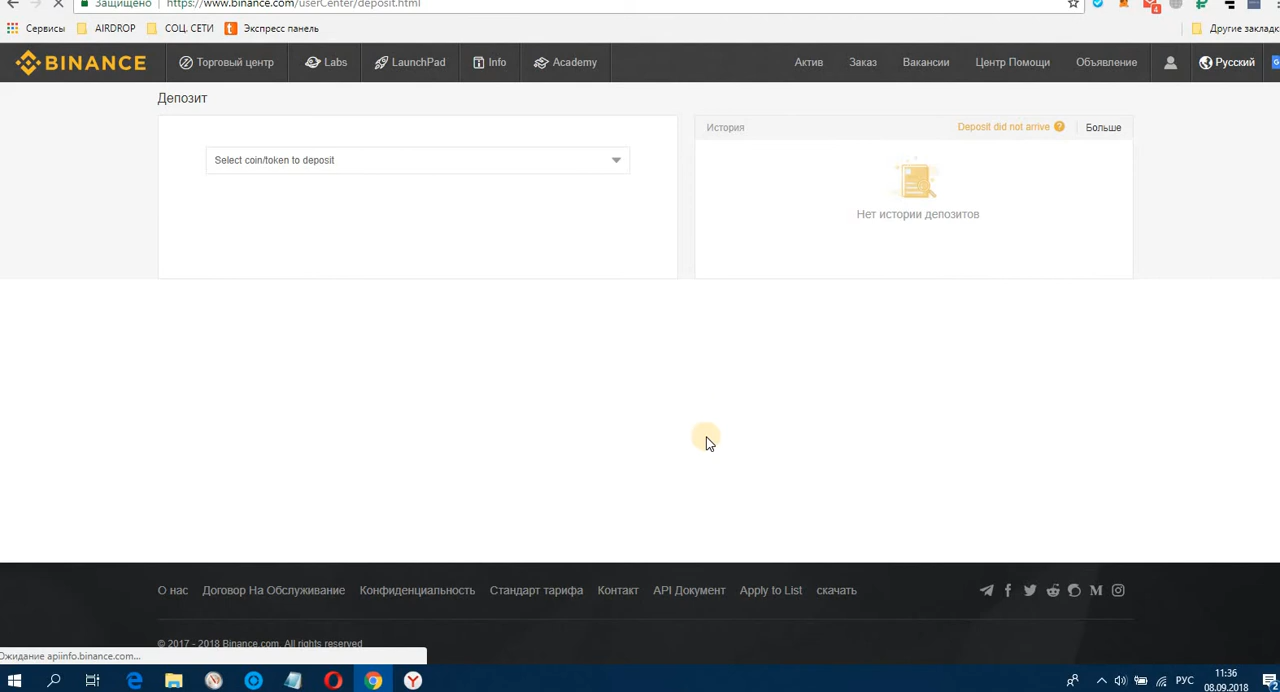 Защищено https://www.binance.com/userCenter/deposit.html
4
Сервисы AIRDROP СОЦ. СЕТИ Экспресс панель Другие закладк
BINANCE Торговый центр Labs LaunchPad Info Academy Актив Заказ Вакансии Центр Помощи Объявление Русский
Депозит
История Deposit did not arrive ? Больше
Select coin/token to deposit
Нет истории депозитов
О нас Договор На Обслуживание Конфиденциальность Стандарт тарифа Контакт API Документ Apply to List скачать
© 2017 - 2018 Binance.com. All rights reserved
Ожидание apiinfo.binance.com...
РУС 11:36
08.09.2018 2